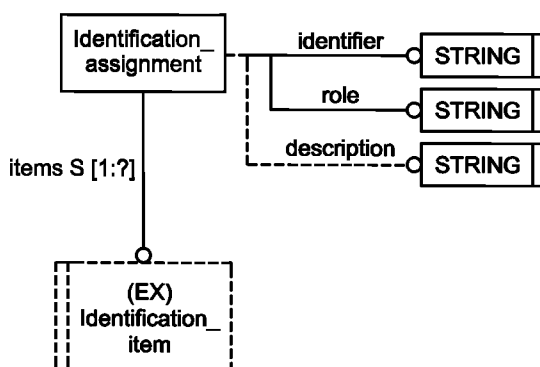 Identification_
assignment
identifier
STRING
role
STRING
description
STRING
items S [1:?]
(EX)
Identification_
item